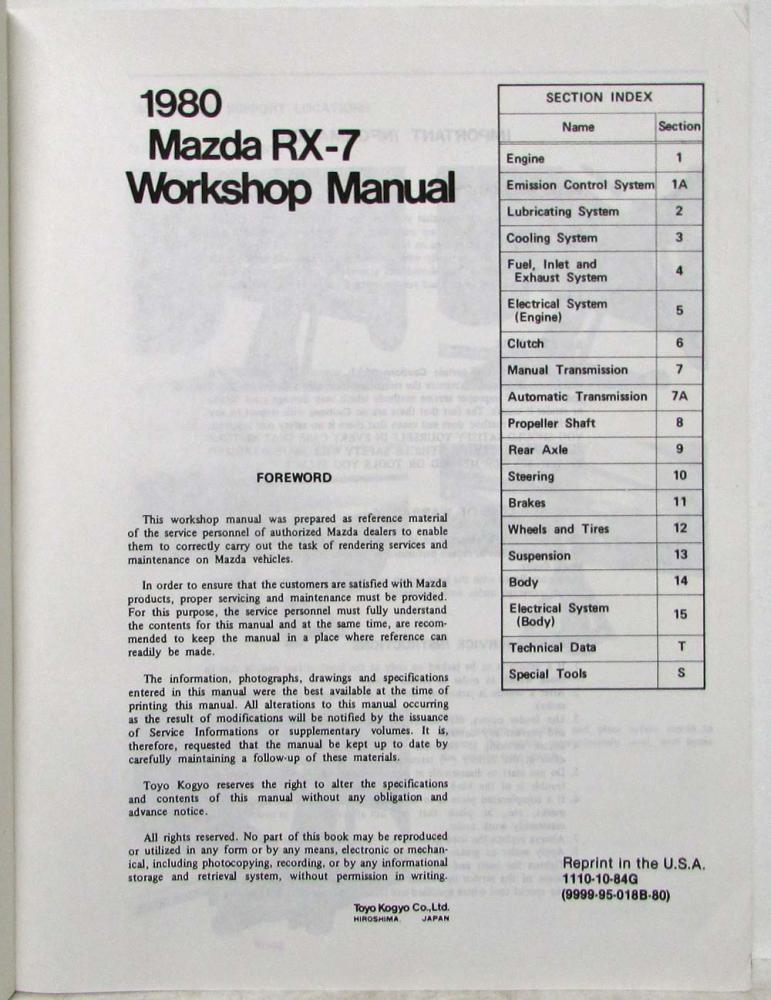 1980
Mazda RX-7
Workshop Manual
FOREWORD
This workshop manual was prepared as reference material
of the service personnel of authorized Mazda dealers to enable
them to correctly carry out the task of rendering services and
maintenance on Mazda vehicles.
In order to ensure that the customers are satisfied with Mazda
products, proper servicing and maintenance must be provided.
For this purpose, the service personnel must fully understand
the contents for this manual and at the same time, are recom-
mended to keep the manual in a place where reference can
readily be made.
The information, photographs, drawings and specifications
entered in this manual were the best available at the time of
printing this manual. All alterations to this manual occurring
as the result of modifications will be notified by the issuance
of Service Informations or supplementary volumes. It is,
therefore, requested that the manual be kept up to date by
carefully maintaining a follow-up of these materials.
Toyo Kogyo reserves the right to alter the specifications
and contents of this manual without any obligation and
advance notice.
All rights reserved. No part of this book may be reproduced
or utilized in any form or by any means, electronic or mechan-
ical, including photocopying, recording, or by any informational
storage and retrieval system, without permission in writing.
Toyo Kogyo Co.,Ltd.
HIROSHIMA JAPAN
SECTION INDEX
Name Section
Engine 1
Emission Control System 1A
Lubricating System 2
Cooling System 3
Fuel, Inlet and
Exhaust System 4
Electrical System
(Engine) 5
Clutch 6
Manual Transmission 7
Automatic Transmission 7A
Propeller Shaft 8
Rear Axle 9
Steering 10
Brakes 11
Wheels and Tires 12
Suspension 13
Body 14
Electrical System
(Body) 15
Technical Data T
Special Tools S
Reprint in the U.S.A.
1110-10-84G
(9999-95-018B-80)